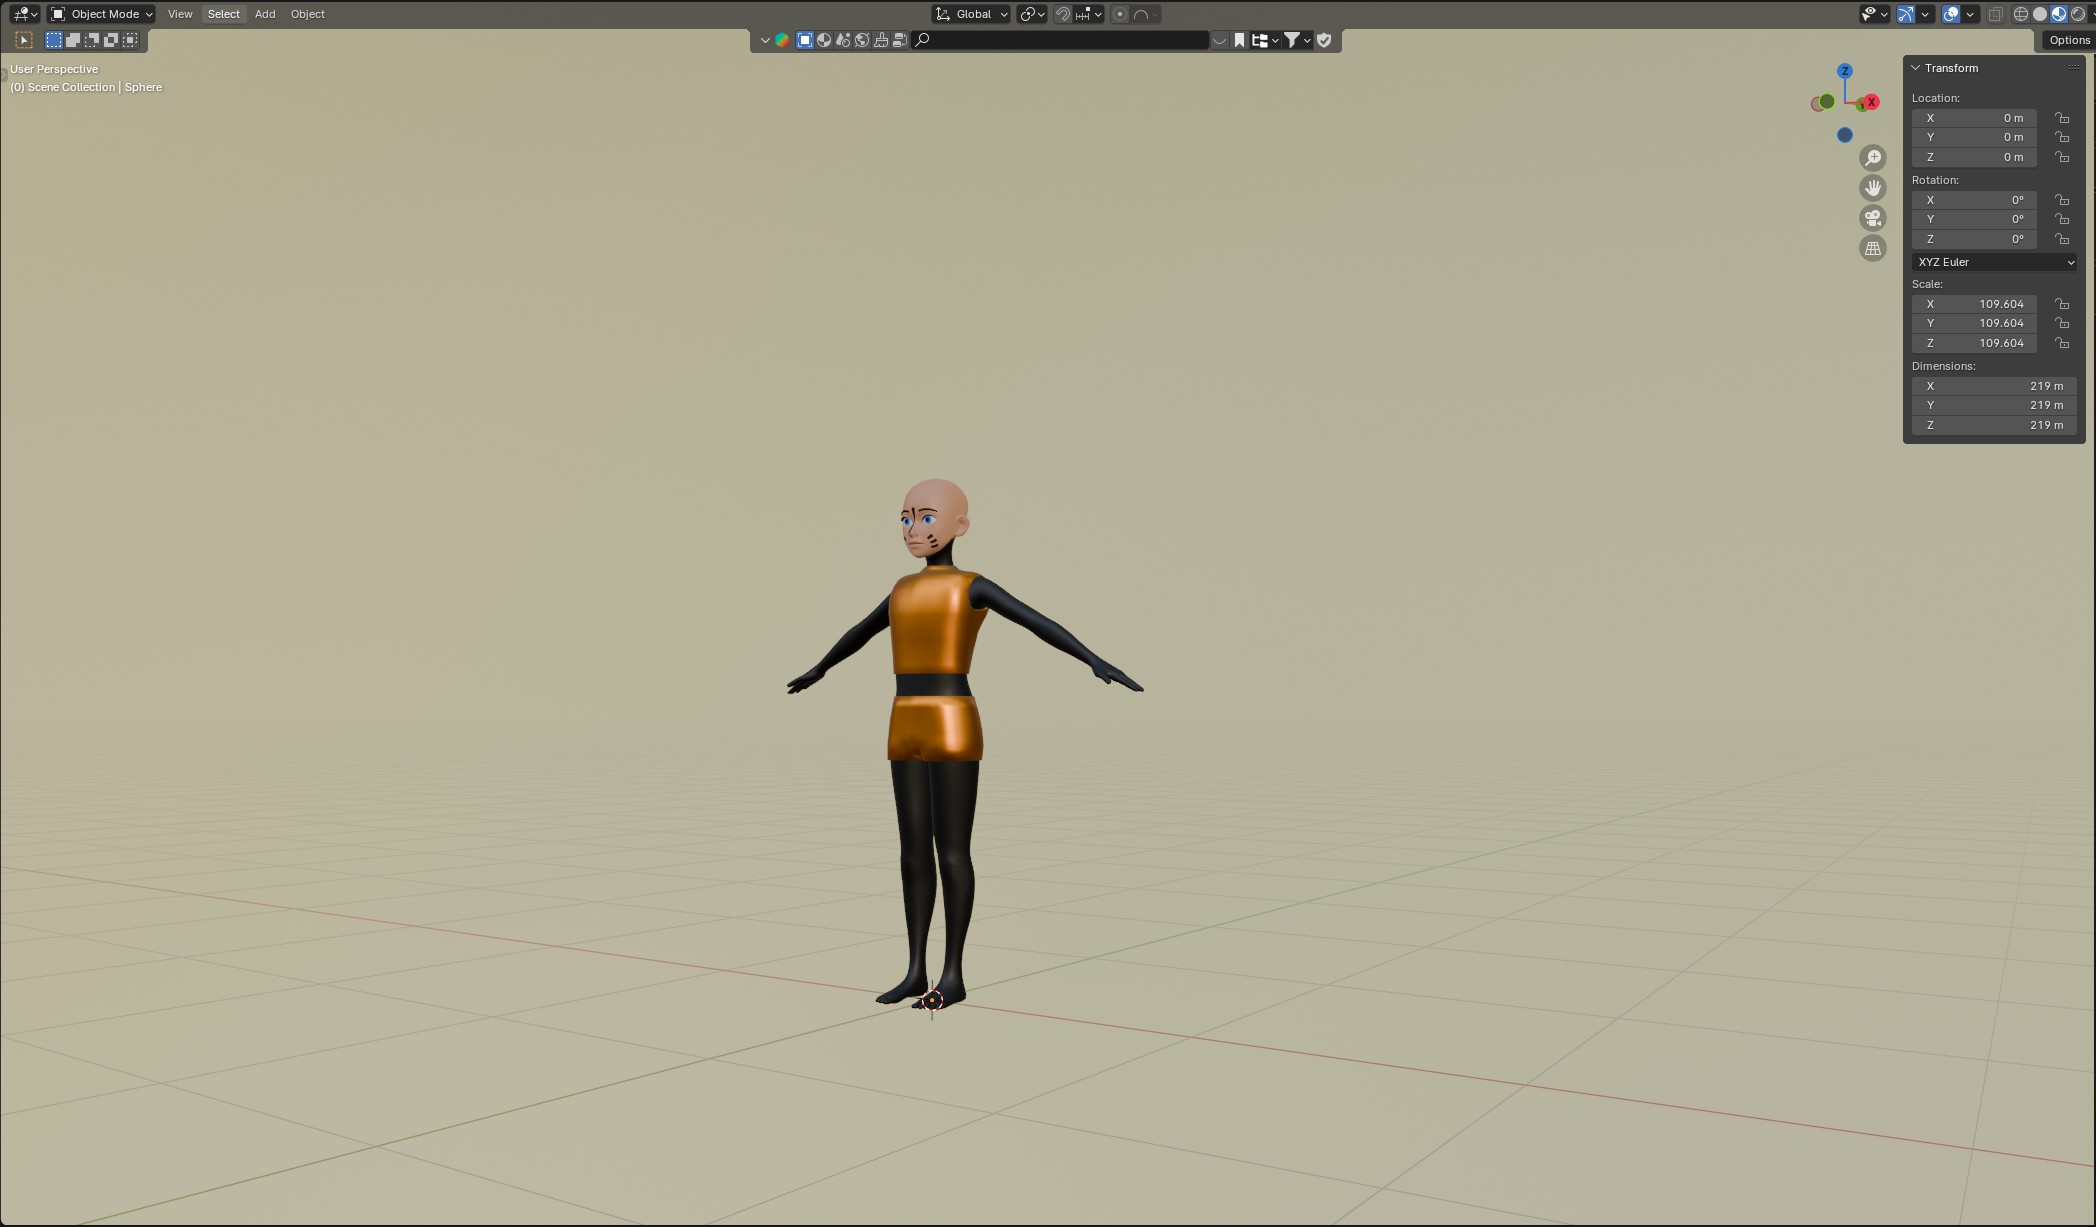 Object Mode View Select Add Object Global
Options
User Perspective
(0) Scene Collection | Sphere
Z
X
Transform
Location:
X 0 m
Y 0 m
Z 0 m
Rotation:
X 0°
Y 0°
Z 0°
XYZ Euler
Scale:
X 109.604
Y 109.604
Z 109.604
Dimensions:
X 219 m
Y 219 m
Z 219 m